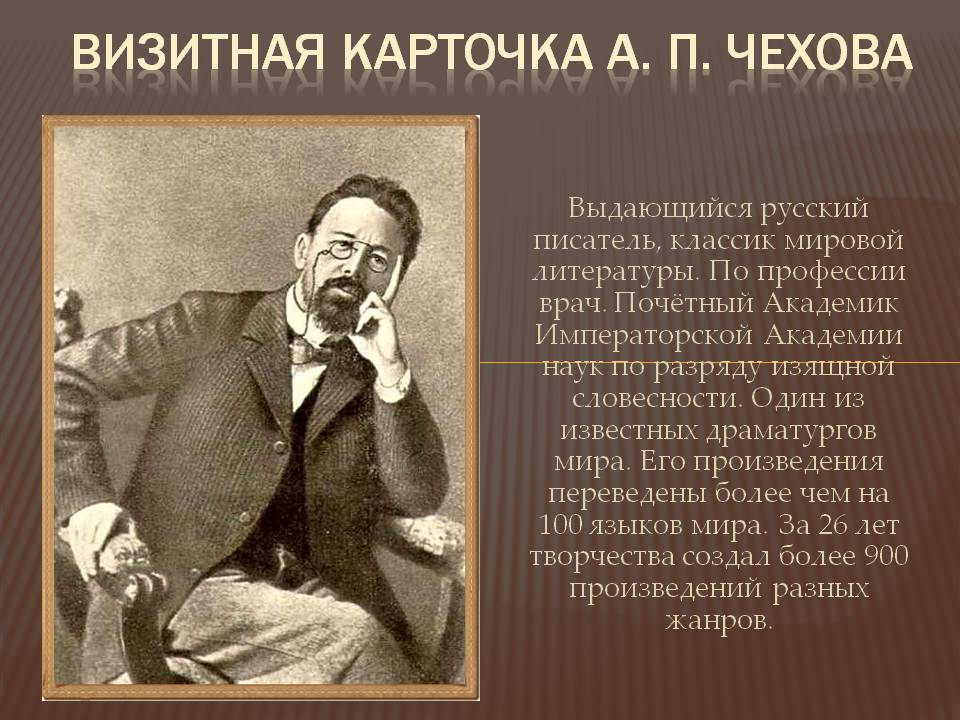 ВИЗИТНАЯ КАРТОЧКА А. П. ЧЕХОВА
Выдающийся русский
писатель, классик мировой
литературы. По профессии
врач. Почётный Академик
Императорской Академии
наук по разряду изящной
словесности. Один из
известных драматургов
мира. Его произведения
переведены более чем на
100 языков мира. За 26 лет
творчества создал более 900
произведений разных
жанров.